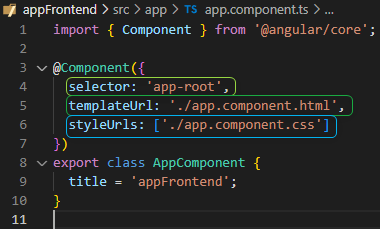 appFrontend > src > app > TS app.component.ts > ...
1 import { Component } from '@angular/core';
2
3 @Component({
4 selector: 'app-root',
5 templateUrl: './app.component.html',
6 styleUrls: ['./app.component.css']
7 })
8 export class AppComponent {
9 title = 'appFrontend';
10 }
11